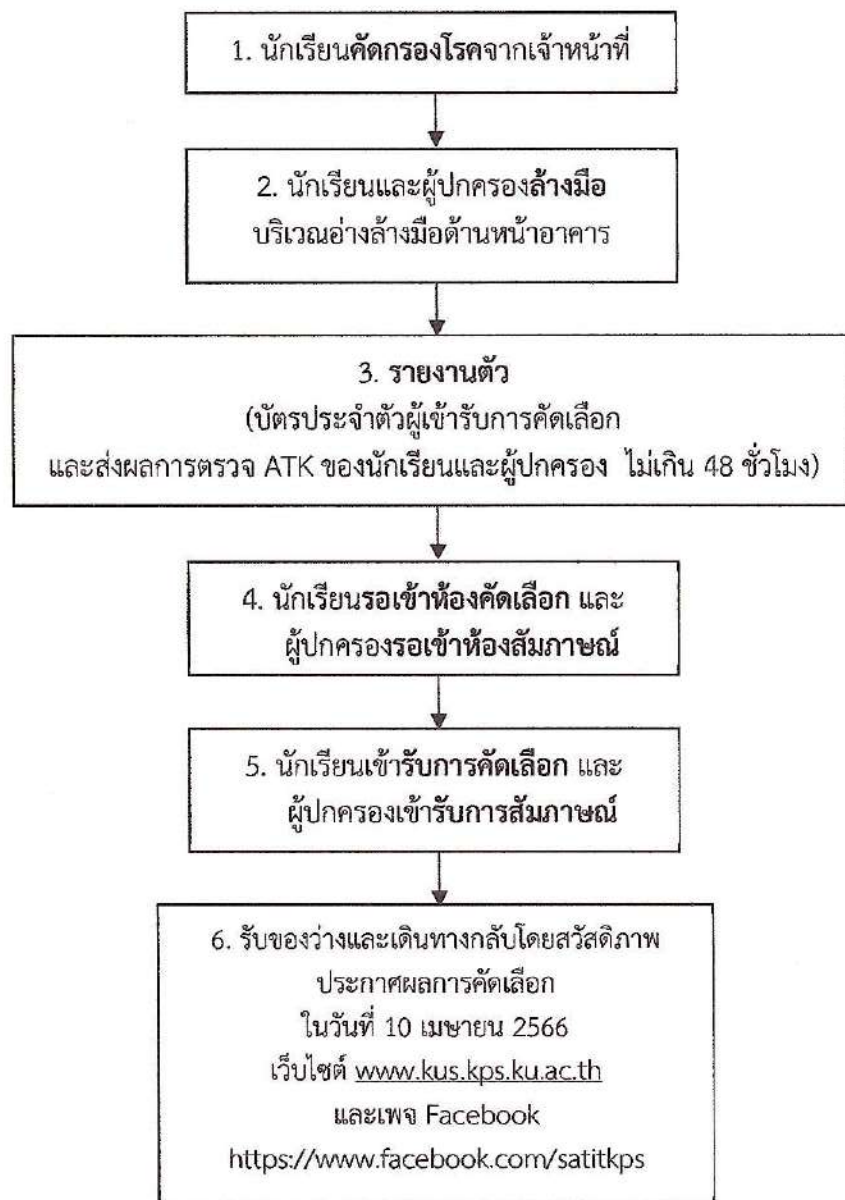 1. นักเรียนคัดกรองโรคจากเจ้าหน้าที่
2. นักเรียนและผู้ปกครองล้างมือ
บริเวณอ่างล้างมือด้านหน้าอาคาร
3. รายงานตัว
(บัตรประจำตัวผู้เข้ารับการคัดเลือก
และส่งผลการตรวจ ATK ของนักเรียนและผู้ปกครอง ไม่เกิน 48 ชั่วโมง)
4. นักเรียนรอเข้าห้องคัดเลือก และ
ผู้ปกครองรอเข้าห้องสัมภาษณ์
5. นักเรียนเข้ารับการคัดเลือก และ
ผู้ปกครองเข้ารับการสัมภาษณ์
6. รับของว่างและเดินทางกลับโดยสวัสดิภาพ
ประกาศผลการคัดเลือก
ในวันที่ 10 เมษายน 2566
เว็บไซต์ www.kus.kps.ku.ac.th
และเพจ Facebook
https://www.facebook.com/satitkps